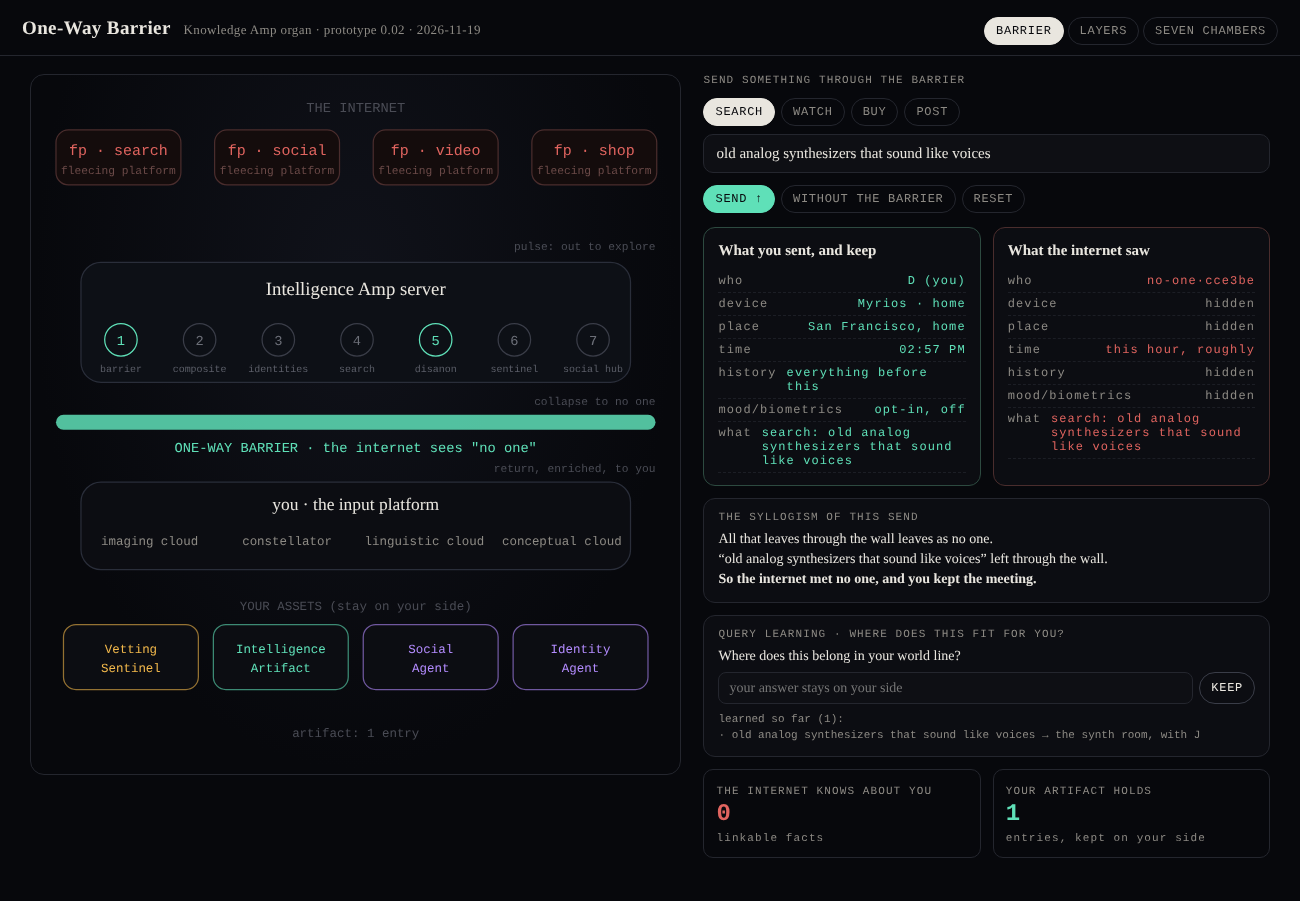 One-Way Barrier Knowledge Amp organ · prototype 0.02 · 2026-11-19
BARRIER LAYERS SEVEN CHAMBERS
THE INTERNET
fp · search
fleecing platform
fp · social
fleecing platform
fp · video
fleecing platform
fp · shop
fleecing platform
pulse: out to explore
Intelligence Amp server
1 2 3 4 5 6 7
barrier composite identities search disanon sentinel social hub
collapse to no one
ONE-WAY BARRIER · the internet sees "no one"
return, enriched, to you
you · the input platform
imaging cloud constellator linguistic cloud conceptual cloud
YOUR ASSETS (stay on your side)
Vetting
Sentinel
Intelligence
Artifact
Social
Agent
Identity
Agent
artifact: 1 entry
SEND SOMETHING THROUGH THE BARRIER
SEARCH WATCH BUY POST
old analog synthesizers that sound like voices
SEND ↑ WITHOUT THE BARRIER RESET
What you sent, and keep
who D (you)
device Myrios · home
place San Francisco, home
time 02:57 PM
history everything before
this
mood/biometrics opt-in, off
what search: old analog
synthesizers that sound
like voices
What the internet saw
who no-one·cce3be
device hidden
place hidden
time this hour, roughly
history hidden
mood/biometrics hidden
what search: old analog
synthesizers that sound
like voices
THE SYLLOGISM OF THIS SEND
All that leaves through the wall leaves as no one.
“old analog synthesizers that sound like voices” left through the wall.
So the internet met no one, and you kept the meeting.
QUERY LEARNING · WHERE DOES THIS FIT FOR YOU?
Where does this belong in your world line?
your answer stays on your side KEEP
learned so far (1):
· old analog synthesizers that sound like voices → the synth room, with J
THE INTERNET KNOWS ABOUT YOU
0
linkable facts
YOUR ARTIFACT HOLDS
1
entries, kept on your side